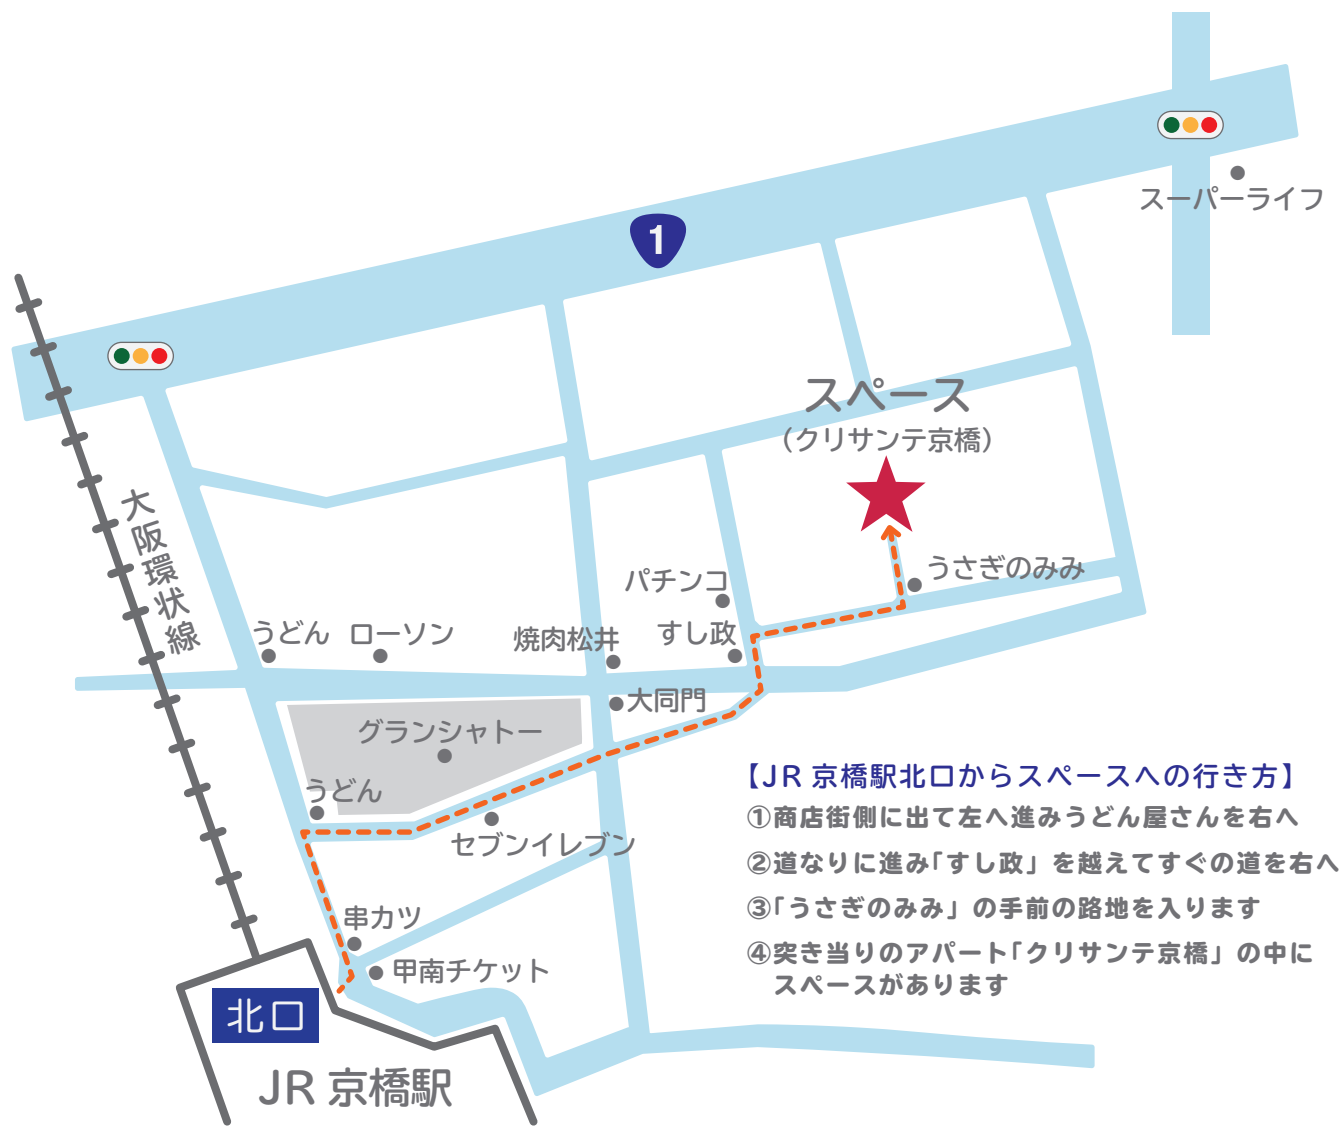 スーパーライフ
1
スペース
(クリサンテ京橋)
大阪環状線
うさぎのみみ
パチンコ
うどん
ローソン
焼肉松井
すし政
大同門
グランシャトー
うどん
セブンイレブン
串カツ
甲南チケット
北口
JR 京橋駅
【JR 京橋駅北口からスペースへの行き方】
①商店街側に出て左へ進みうどん屋さんを右へ
②道なりに進み「すし政」を越えてすぐの道を右へ
③「うさぎのみみ」の手前の路地を入ります
④突き当りのアパート「クリサンテ京橋」の中に
スペースがあります